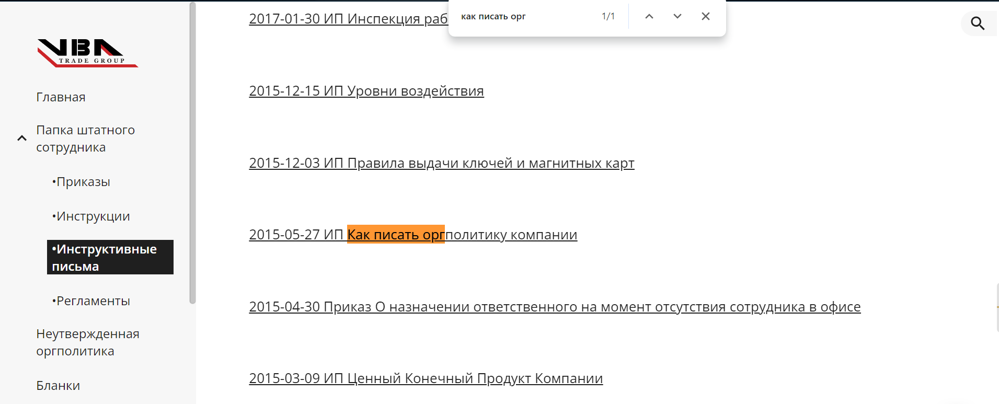 2017-01-30 ИП Инспекция раб
как писать орг
1/1
VBA
TRADE GROUP
Главная
Папка штатного
сотрудника
•Приказы
•Инструкции
•Инструктивные
письма
•Регламенты
Неутвержденная
оргполитика
Бланки
2015-12-15 ИП Уровни воздействия
2015-12-03 ИП Правила выдачи ключей и магнитных карт
2015-05-27 ИП Как писать оргполитику компании
2015-04-30 Приказ О назначении ответственного на момент отсутствия сотрудника в офисе
2015-03-09 ИП Ценный Конечный Продукт Компании